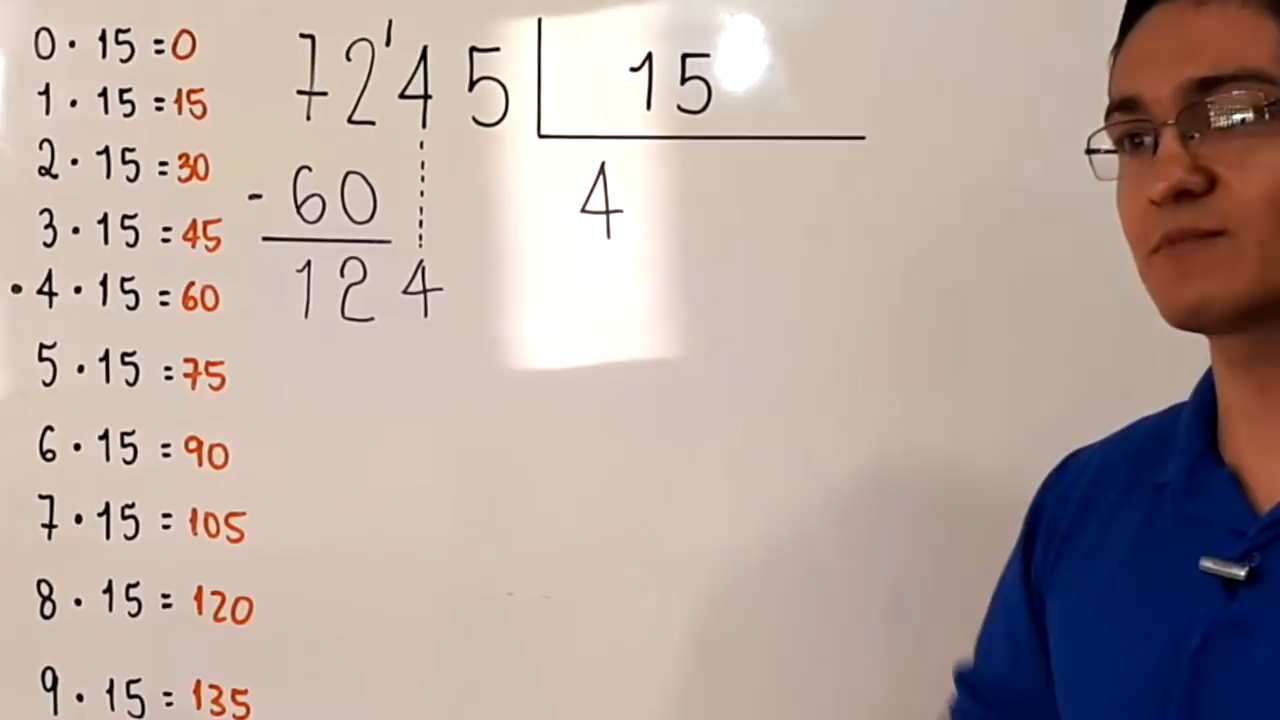 0 · 15 = 0
1 · 15 = 15
2 · 15 = 30
3 · 15 = 45
· 4 · 15 = 60
5 · 15 = 75
6 · 15 = 90
7 · 15 = 105
8 · 15 = 120
9 · 15 = 135
72'45 15
- 60 4
124